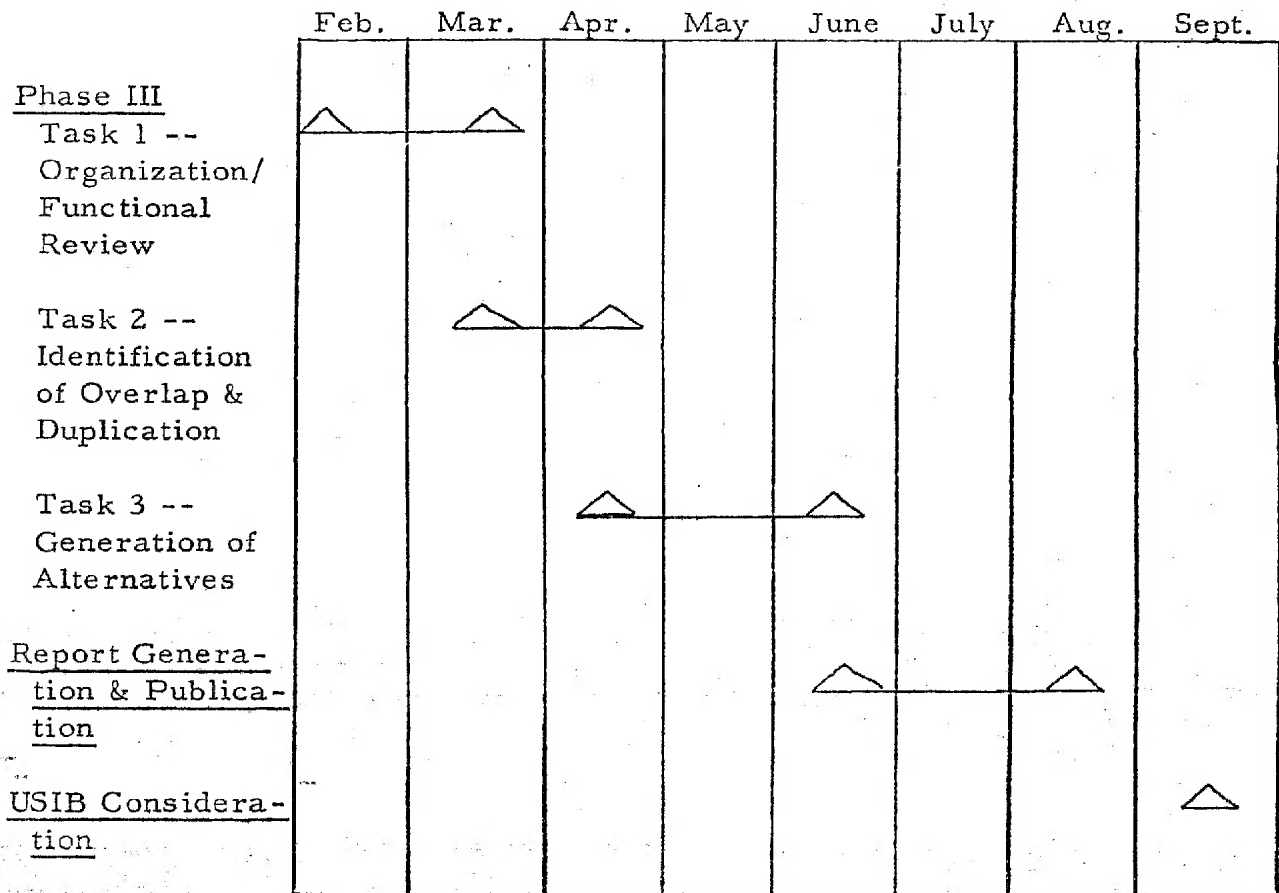 Feb. Mar. Apr. May June July Aug. Sept.
Phase III
Task 1 --
Organization/
Functional
Review
Task 2 --
Identification
of Overlap &
Duplication
Task 3 --
Generation of
Alternatives
Report Genera-
tion & Publica-
tion
USIB Considera-
tion